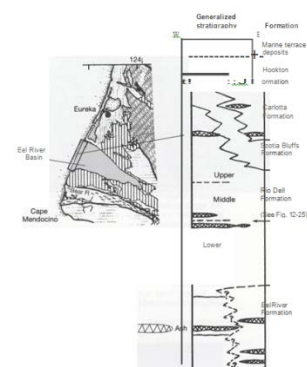 Generalized
stratigraohv
Formation
W
Marine terrace
deposits
Hookton
ormation
124
Eureka
Carlotta
Formation
Scotia Bluffs
Formation
Eel River
Basin
Upper
Rio Dell
Formation
Middle
(See Fig. 12-25)
Cape
Mendocino
Lower
Eel River
Formation
Ash